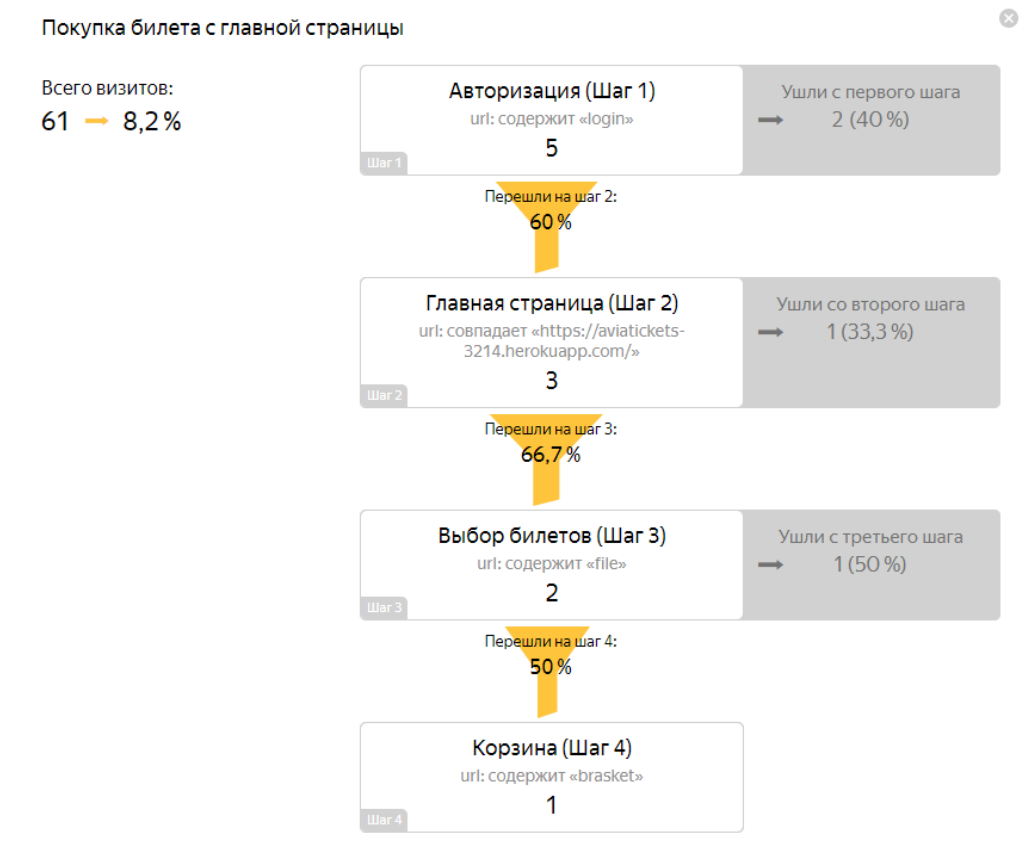 Покупка билета с главной страницы
Всего визитов:
61 → 8,2 %
Авторизация (Шаг 1)
url: содержит «login»
5
Шаг 1
Ушли с первого шага
→ 2 (40 %)
Перешли на шаг 2:
60 %
Главная страница (Шаг 2)
url: совпадает «https://aviatickets-
3214.herokuapp.com/»
3
Шаг 2
Ушли со второго шага
→ 1 (33,3 %)
Перешли на шаг 3:
66,7 %
Выбор билетов (Шаг 3)
url: содержит «file»
2
Шаг 3
Ушли с третьего шага
→ 1 (50 %)
Перешли на шаг 4:
50 %
Корзина (Шаг 4)
url: содержит «brasket»
1
Шаг 4